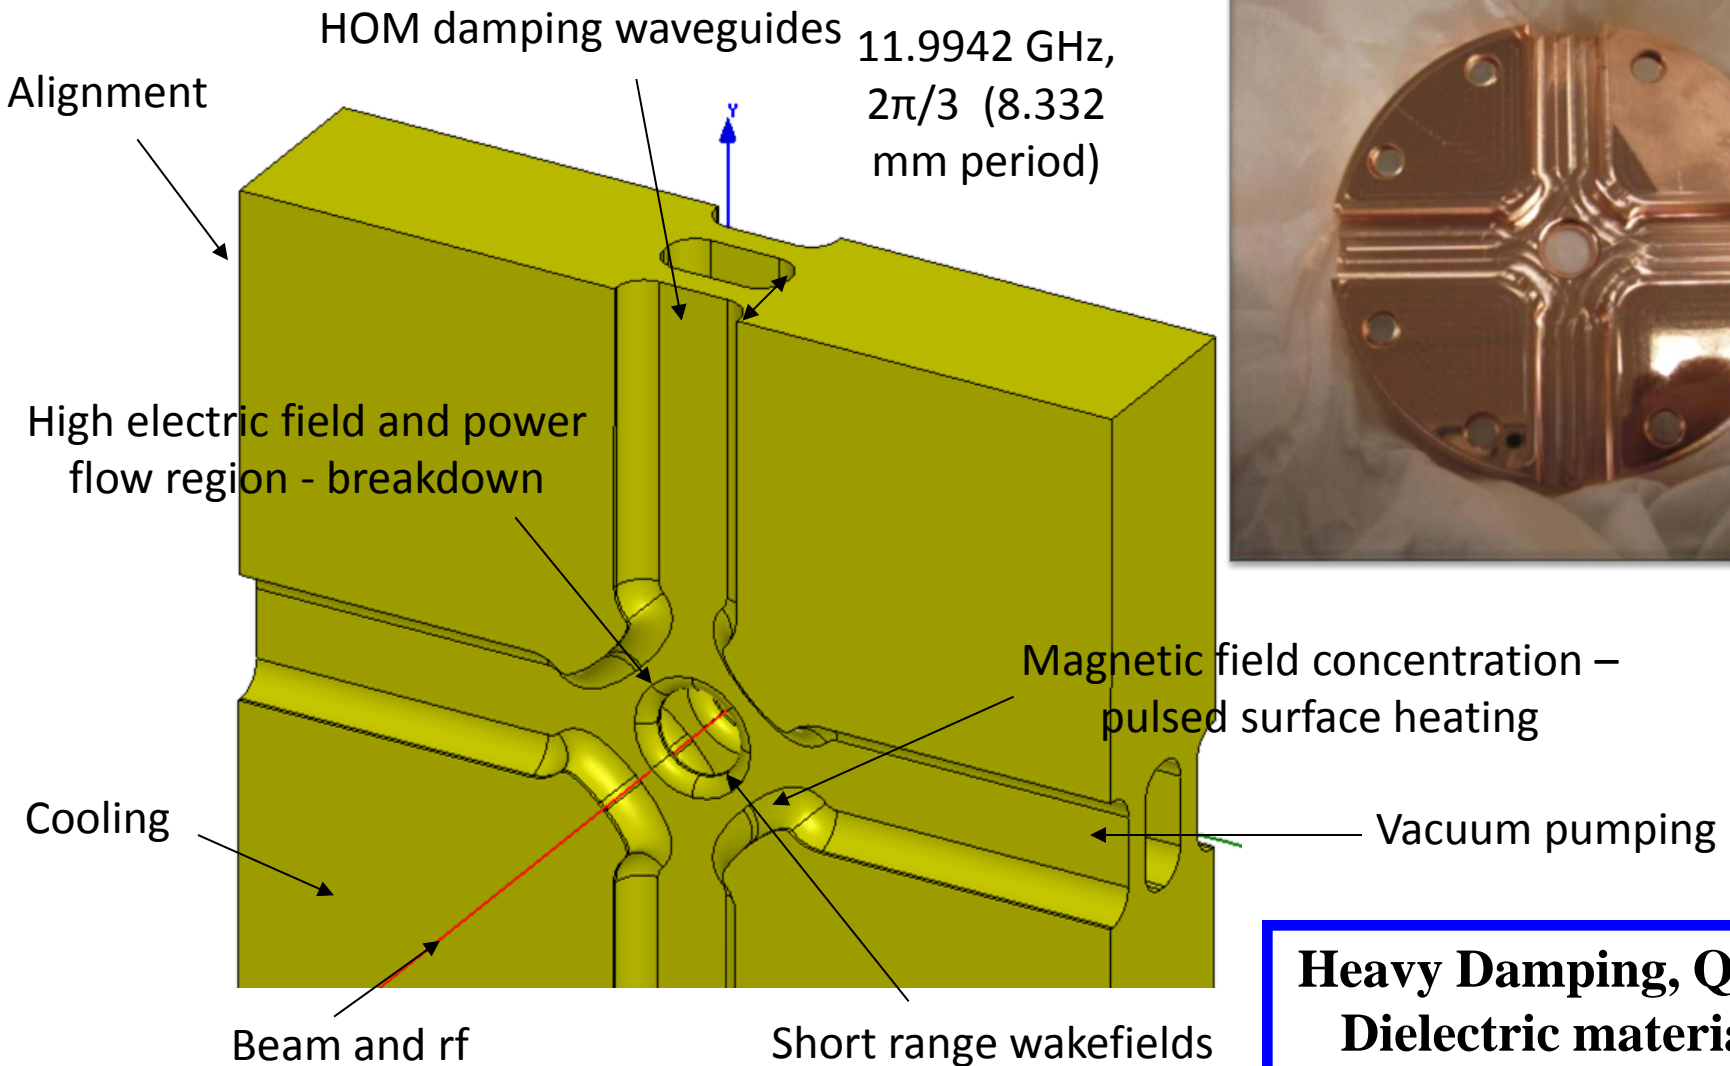 HOM damping waveguides
11.9942 GHz,
2π/3 (8.332
mm period)
Alignment
Y
High electric field and power
flow region - breakdown
Magnetic field concentration –
pulsed surface heating
Cooling
Vacuum pumping
Beam and rf
Short range wakefields
Heavy Damping, Q
Dielectric materia